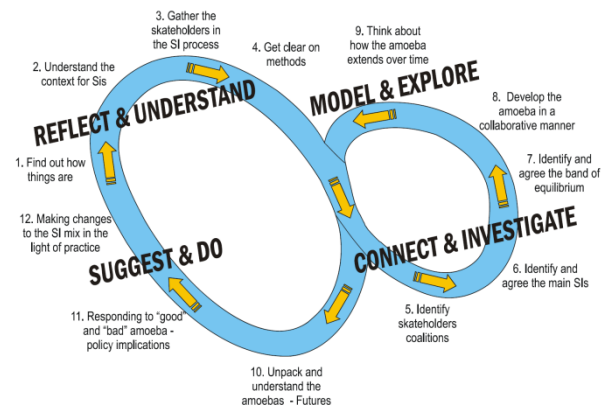 3. Gather the
skateholders in
the SI process
4. Get clear on
methods
9. Think about
how the amoeba
extends over time
2. Understand the
context for Sis
REFLECT & UNDERSTAND
MODEL & EXPLORE
8. Develop the
amoeba in a
collaborative manner
1. Find out how
things are
7. Identify and
agree the band of
equilibrium
12. Making changes
to the SI mix in the
light of practice
SUGGEST & DO
CONNECT & INVESTIGATE
6. Identify and
agree the main SIs
5. Identify
skateholders
coalitions
11. Responding to “good”
and “bad” amoeba -
policy implications
10. Unpack and
understand the
amoebas - Futures